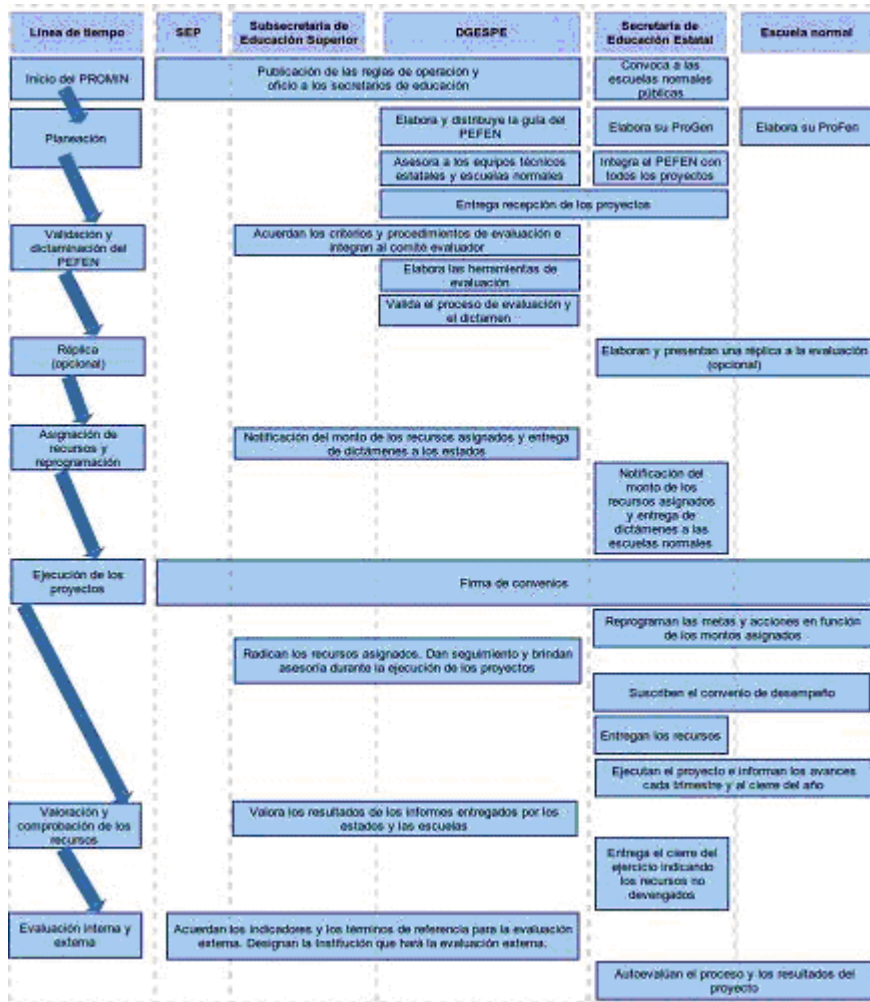 Línea de tiempo
SEP
Subsecretaría de
Educación Superior
DGESPE
Secretaría de
Educación Estatal
Escuela normal
Inicio del PROMIN
Publicación de las reglas de operación y
oficio a los secretarios de educación
Convoca a las
escuelas normales
públicas
Planeación
Elabora y distribuye la guía del
PEFEN
Elabora su ProGen
Elabora su ProFen
Asesora a los equipos técnicos
estatales y escuelas normales
Integra el PEFEN con
todos los proyectos
Entrega recepción de los proyectos
Validación y
dictaminación del
PEFEN
Acuerdan los criterios y procedimientos de evaluación e
integran al comité evaluador
Elabora las herramientas de
evaluación
Valida el proceso de evaluación y
el dictamen
Réplica
(opcional)
Elaboran y presentan una réplica a la evaluación
(opcional)
Asignación de
recursos y
reprogramación
Notificación del monto de los recursos asignados y entrega
de dictámenes a los estados
Notificación del
monto de los
recursos asignados
y entrega de
dictámenes a las
escuelas normales
Ejecución de los
proyectos
Firma de convenios
Reprograman las metas y acciones en función
de los montos asignados
Radican los recursos asignados. Dan seguimiento y brindan
asesoría durante la ejecución de los proyectos
Suscriben el convenio de desempeño
Entregan los recursos
Ejecutan el proyecto e informan los avances
cada trimestre y al cierre del año
Valoración y
comprobación de los
recursos
Valora los resultados de los informes entregados por los
estados y las escuelas
Entrega el cierre del
ejercicio indicando
los recursos no
devengados
Evaluación interna y
externa
Acuerdan los indicadores y los términos de referencia para la evaluación
externa. Designan la Institución que hará la evaluación externa.
Autoevalúan el proceso y los resultados del
proyecto